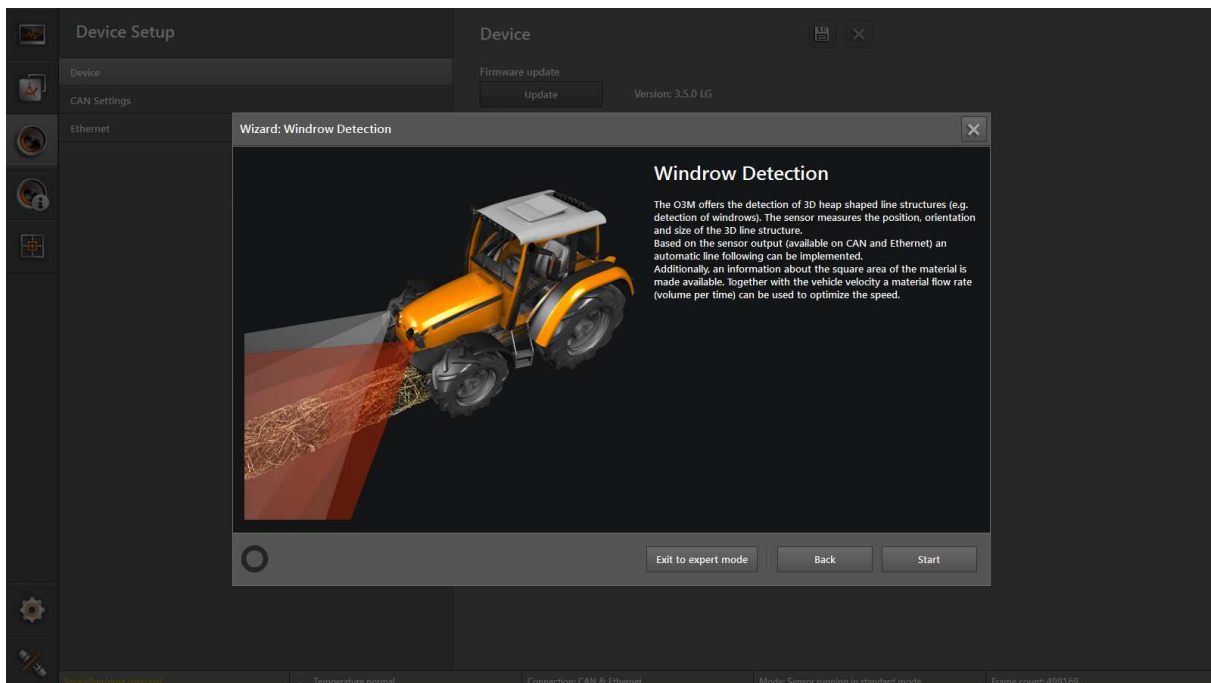 Device Setup
Device
Device
Firmware update
CAN Settings
Update
Version: 3.5.0 LG
Ethernet
Wizard: Windrow Detection
Windrow Detection
The O3M offers the detection of 3D heap shaped line structures (e.g.
detection of windrows). The sensor measures the position, orientation
and size of the 3D line structure.
Based on the sensor output (available on CAN and Ethernet) an
automatic line following can be implemented.
Additionally, an information about the square area of the material is
made available. Together with the vehicle velocity a material flow rate
(volume per time) can be used to optimize the speed.
Exit to expert mode
Back
Start
Temperature normal
Connection: CAN & Ethernet
Mode: Sensor running in standard mode
Frame count: 499169